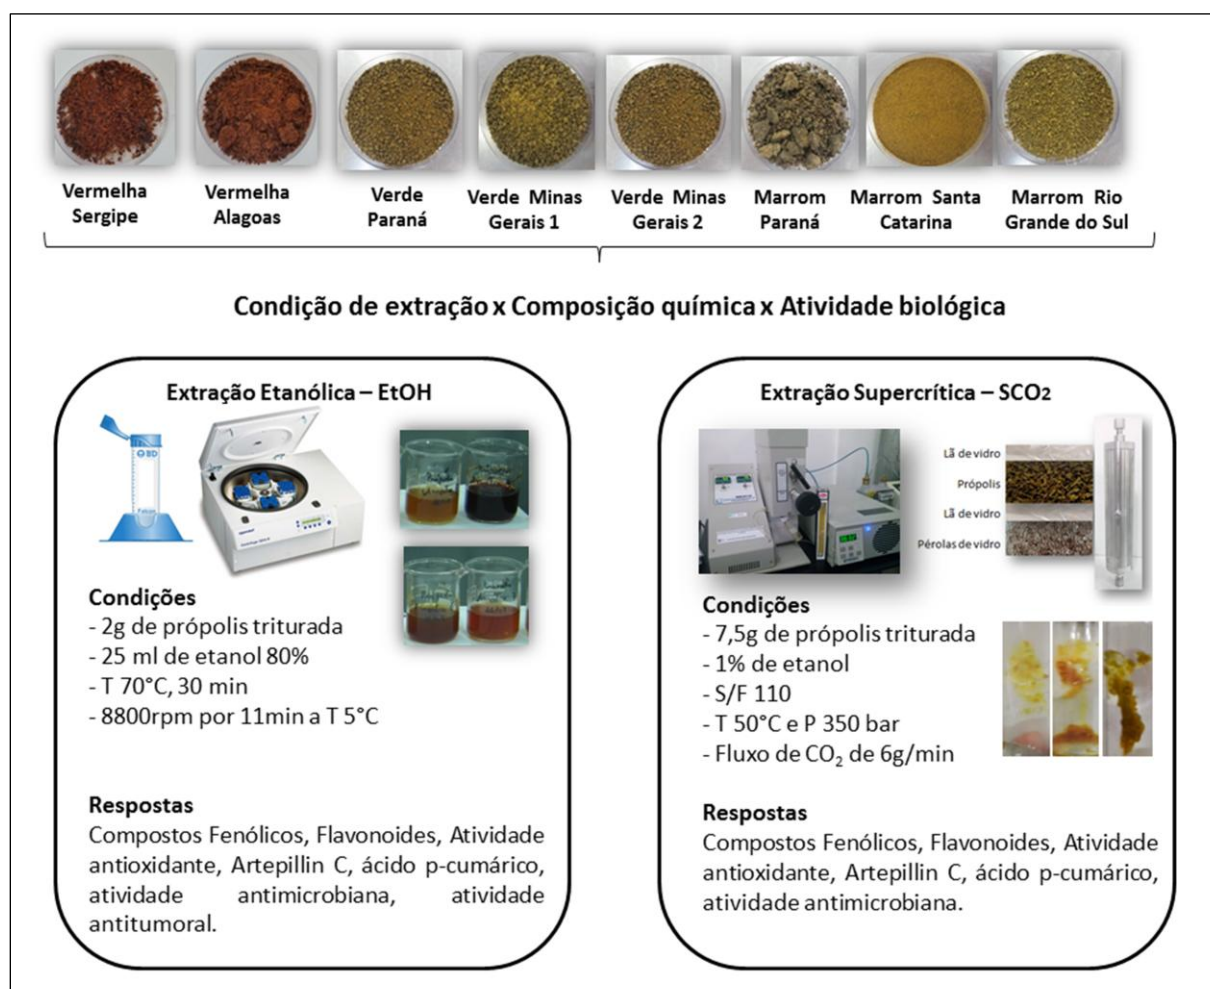 Vermelha Sergipe
Vermelha Alagoas
Verde Paraná
Verde Minas Gerais 1
Verde Minas Gerais 2
Marrom Paraná
Marrom Santa Catarina
Marrom Rio Grande do Sul
Condição de extração x Composição química x Atividade biológica
Extração Etanólica – EtOH
BD
Falcon
Condições
- 2g de própolis triturada
- 25 ml de etanol 80%
- T 70°C, 30 min
- 8800rpm por 11min a T 5°C
Respostas
Compostos Fenólicos, Flavonoides, Atividade
antioxidante, Artepillin C, ácido p-cumárico,
atividade antimicrobiana, atividade
antitumoral.
Extração Supercrítica – SCO2
Lã de vidro
Própolis
Lã de vidro
Pérolas de vidro
Condições
- 7,5g de própolis triturada
- 1% de etanol
- S/F 110
- T 50°C e P 350 bar
- Fluxo de CO₂ de 6g/min
Respostas
Compostos Fenólicos, Flavonoides, Atividade
antioxidante, Artepillin C, ácido p-cumárico,
atividade antimicrobiana.